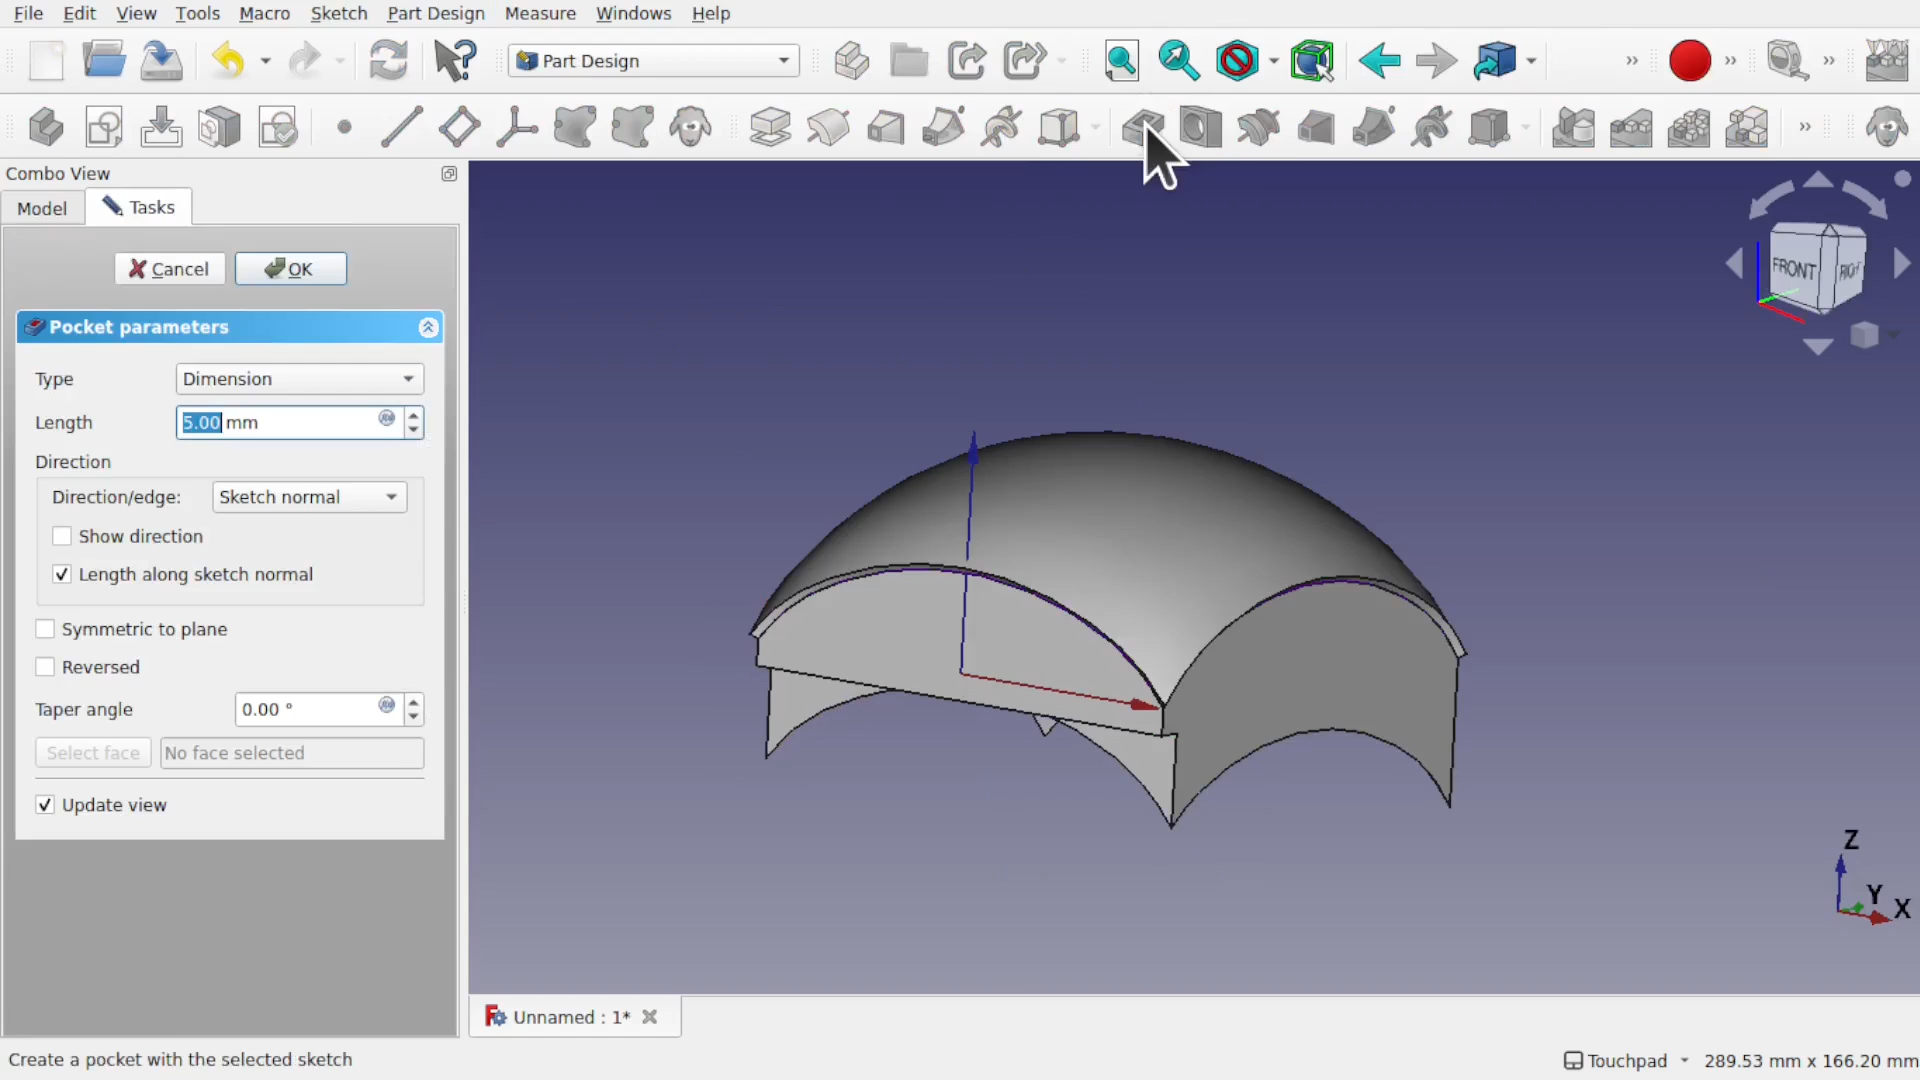 File Edit View Tools Macro Sketch Part Design Measure Windows Help
Part Design
Combo View
Model Tasks
Cancel OK
Pocket parameters
Type Dimension
Length 5.00 mm
Direction
Direction/edge: Sketch normal
Show direction
Length along sketch normal
Symmetric to plane
Reversed
Taper angle 0.00 °
Select face No face selected
Update view
FRONT RIGHT
Z
Y
X
Unnamed : 1*
Create a pocket with the selected sketch
Touchpad 289.53 mm x 166.20 mm